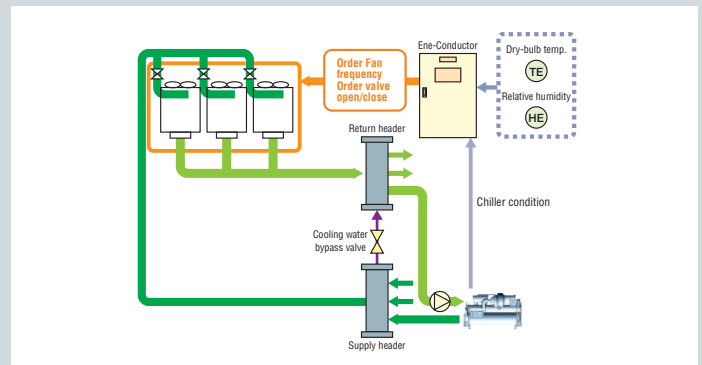 Ene-Conductor
Dry-bulb temp.
TE
Relative humidity
HE
Order Fan
frequency
Order valve
open/close
Return header
Chiller condition
Cooling water
bypass valve
Supply header